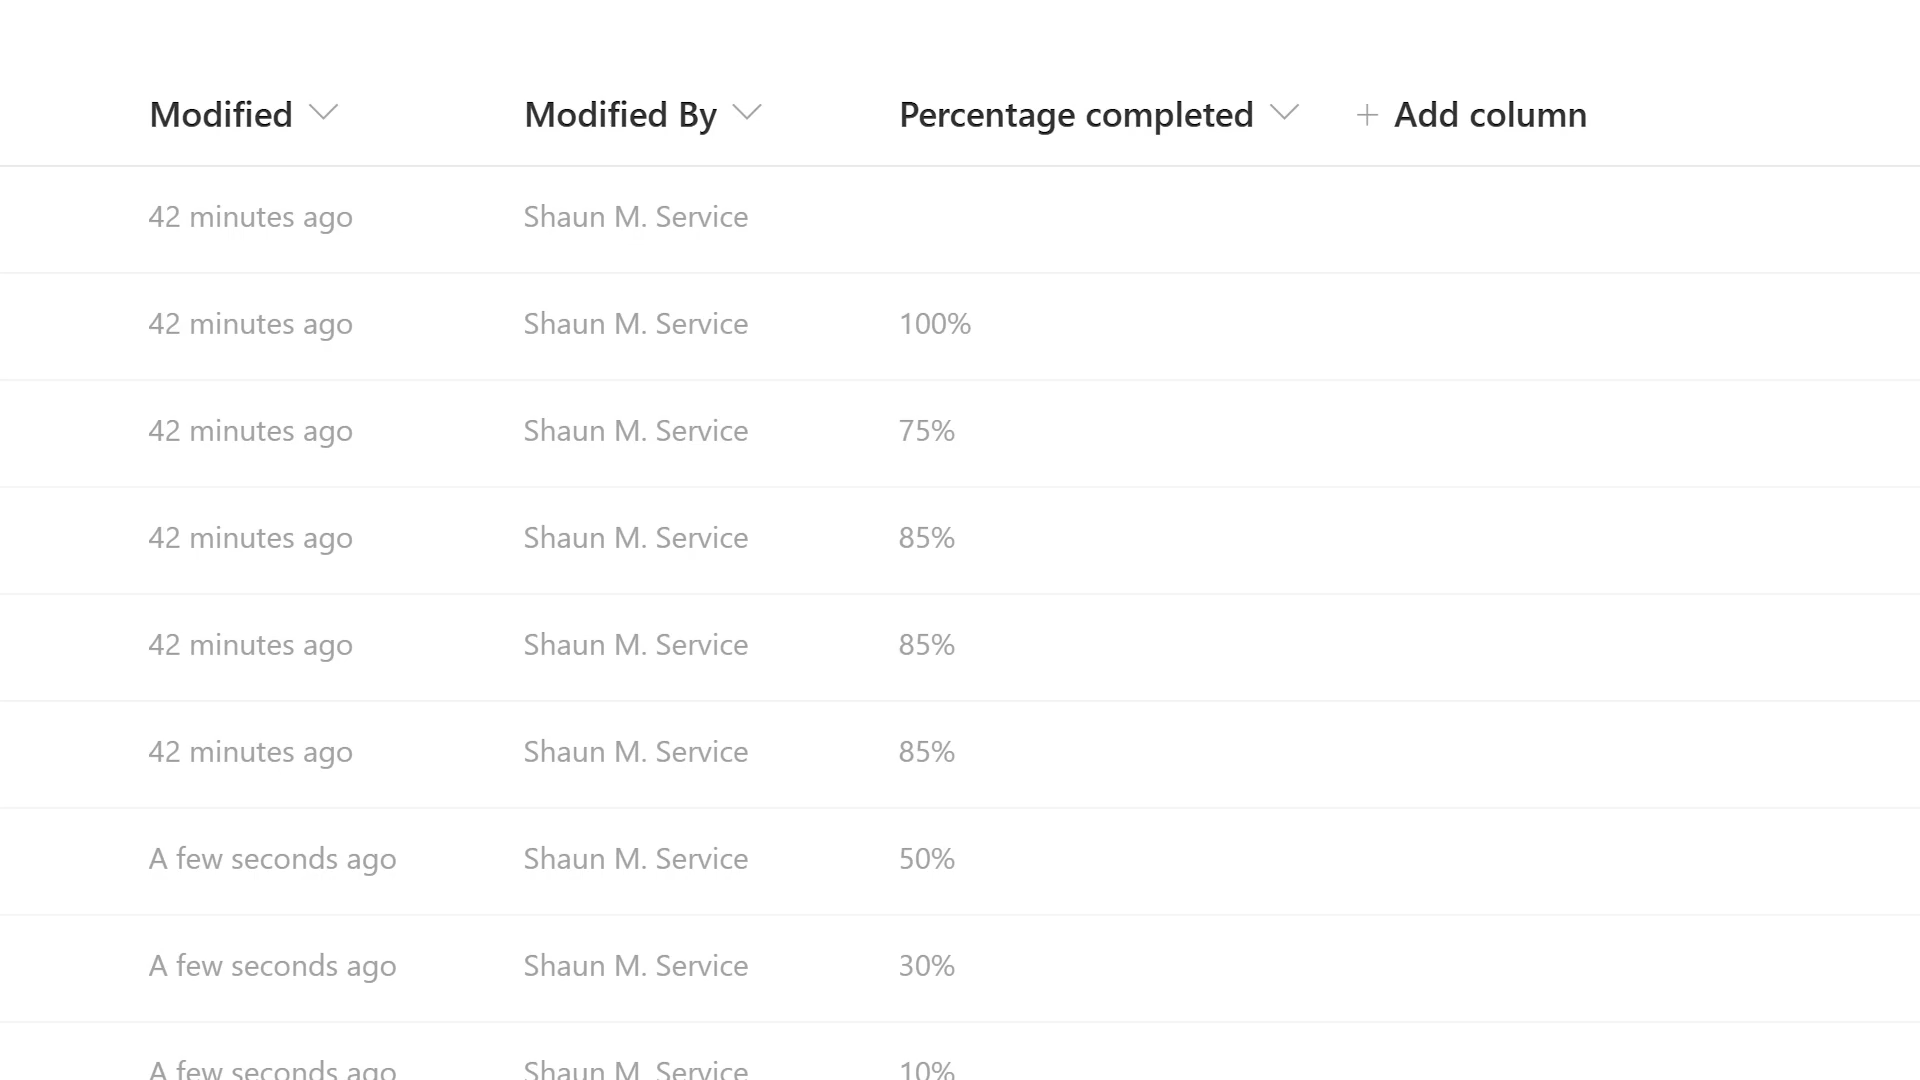 Modified Modified By Percentage completed + Add column
42 minutes ago Shaun M. Service
42 minutes ago Shaun M. Service 100%
42 minutes ago Shaun M. Service 75%
42 minutes ago Shaun M. Service 85%
42 minutes ago Shaun M. Service 85%
42 minutes ago Shaun M. Service 85%
A few seconds ago Shaun M. Service 50%
A few seconds ago Shaun M. Service 30%
A few seconds ago Shaun M. Service 10%